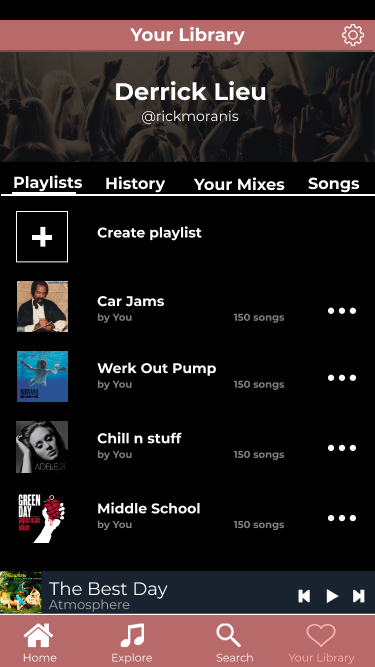 Your Library
Derrick Lieu
@rickmoranis
Playlists History Your Mixes Songs
Create playlist
Car Jams
by You 150 songs
NIRVANA
Werk Out Pump
by You 150 songs
ADELE 21
Chill n stuff
by You 150 songs
GREEN DAY
american idiot
Middle School
by You 150 songs
The Best Day
Atmosphere
Home Explore Search Your Library